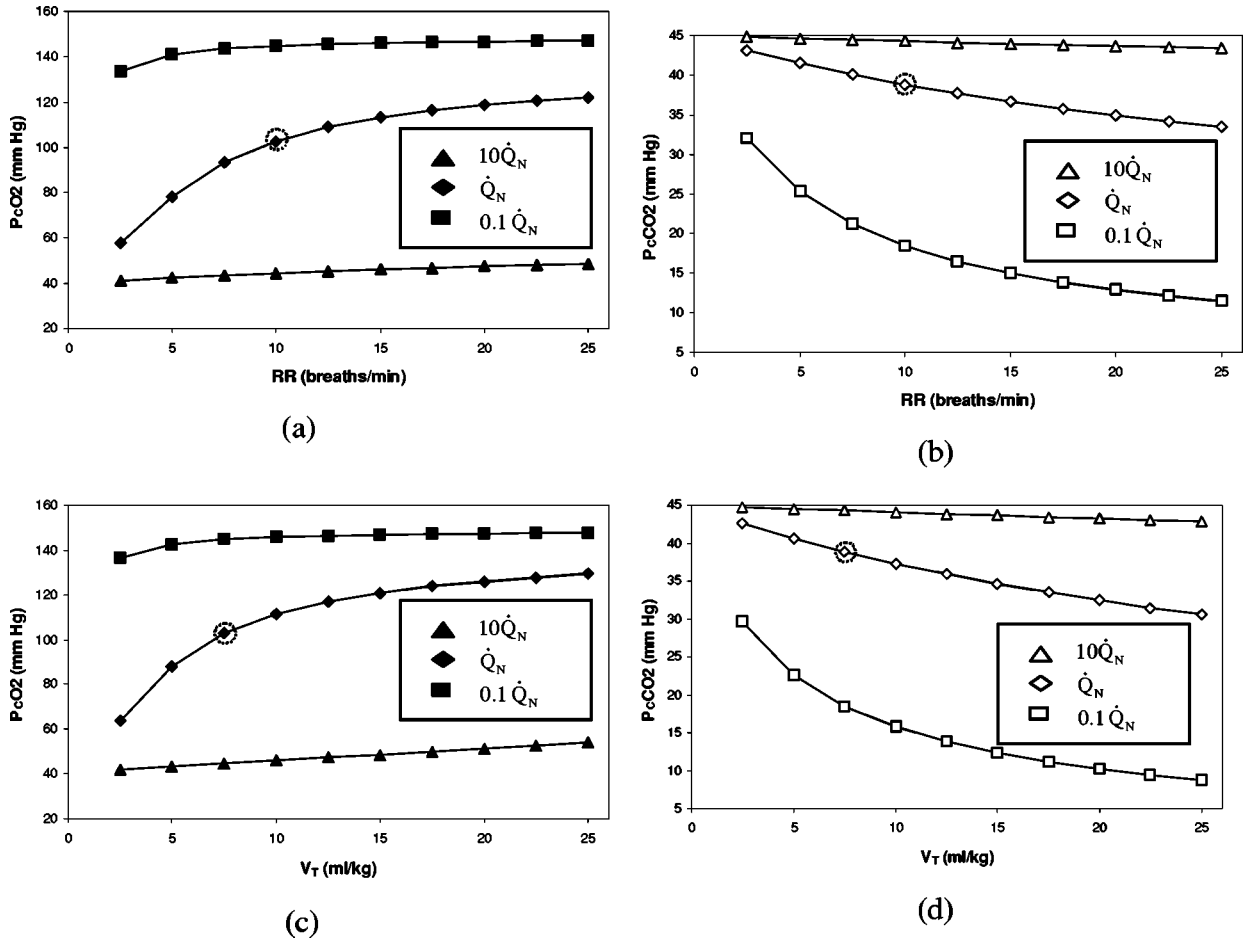 160
140
120
100
80
60
40
20
0
5
10
15
20
25
PcO2 (mm Hg)
RR (breaths/min)
10Q̇N
Q̇N
0.1 Q̇N
(a)
45
40
35
30
25
20
15
10
5
0
5
10
15
20
25
PcCO2 (mm Hg)
RR (breaths/min)
10Q̇N
Q̇N
0.1 Q̇N
(b)
160
140
120
100
80
60
40
20
0
5
10
15
20
25
PcO2 (mm Hg)
VT (ml/kg)
10Q̇N
Q̇N
0.1 Q̇N
(c)
45
40
35
30
25
20
15
10
5
0
5
10
15
20
25
PcCO2 (mm Hg)
VT (ml/kg)
10Q̇N
Q̇N
0.1 Q̇N
(d)